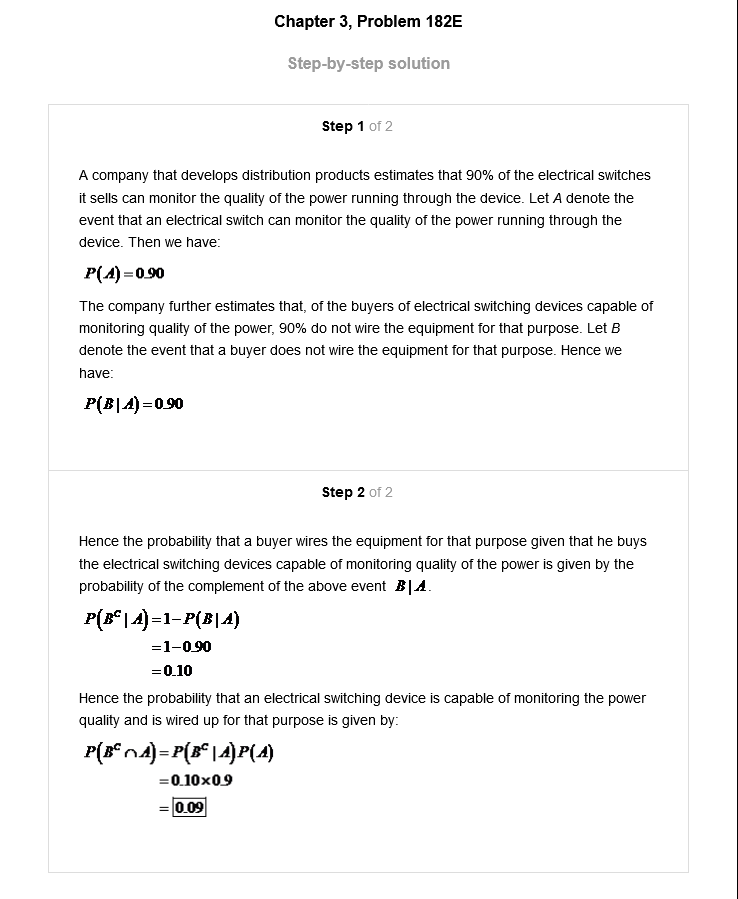 Chapter 3, Problem 182E
Step-by-step solution
Step 1 of 2
A company that develops distribution products estimates that 90% of the electrical switches
it sells can monitor the quality of the power running through the device. Let A denote the
event that an electrical switch can monitor the quality of the power running through the
device. Then we have:
P(A)=0.90
The company further estimates that, of the buyers of electrical switching devices capable of
monitoring quality of the power, 90% do not wire the equipment for that purpose. Let B
denote the event that a buyer does not wire the equipment for that purpose. Hence we
have:
P(B|A)=0.90
Step 2 of 2
Hence the probability that a buyer wires the equipment for that purpose given that he buys
the electrical switching devices capable of monitoring quality of the power is given by the
probability of the complement of the above event B|A.
P(Bᶜ|A)=1−P(B|A)
=1−0.90
=0.10
Hence the probability that an electrical switching device is capable of monitoring the power
quality and is wired up for that purpose is given by:
P(Bᶜ∩A)=P(Bᶜ|A)P(A)
=0.10×0.9
=0.09